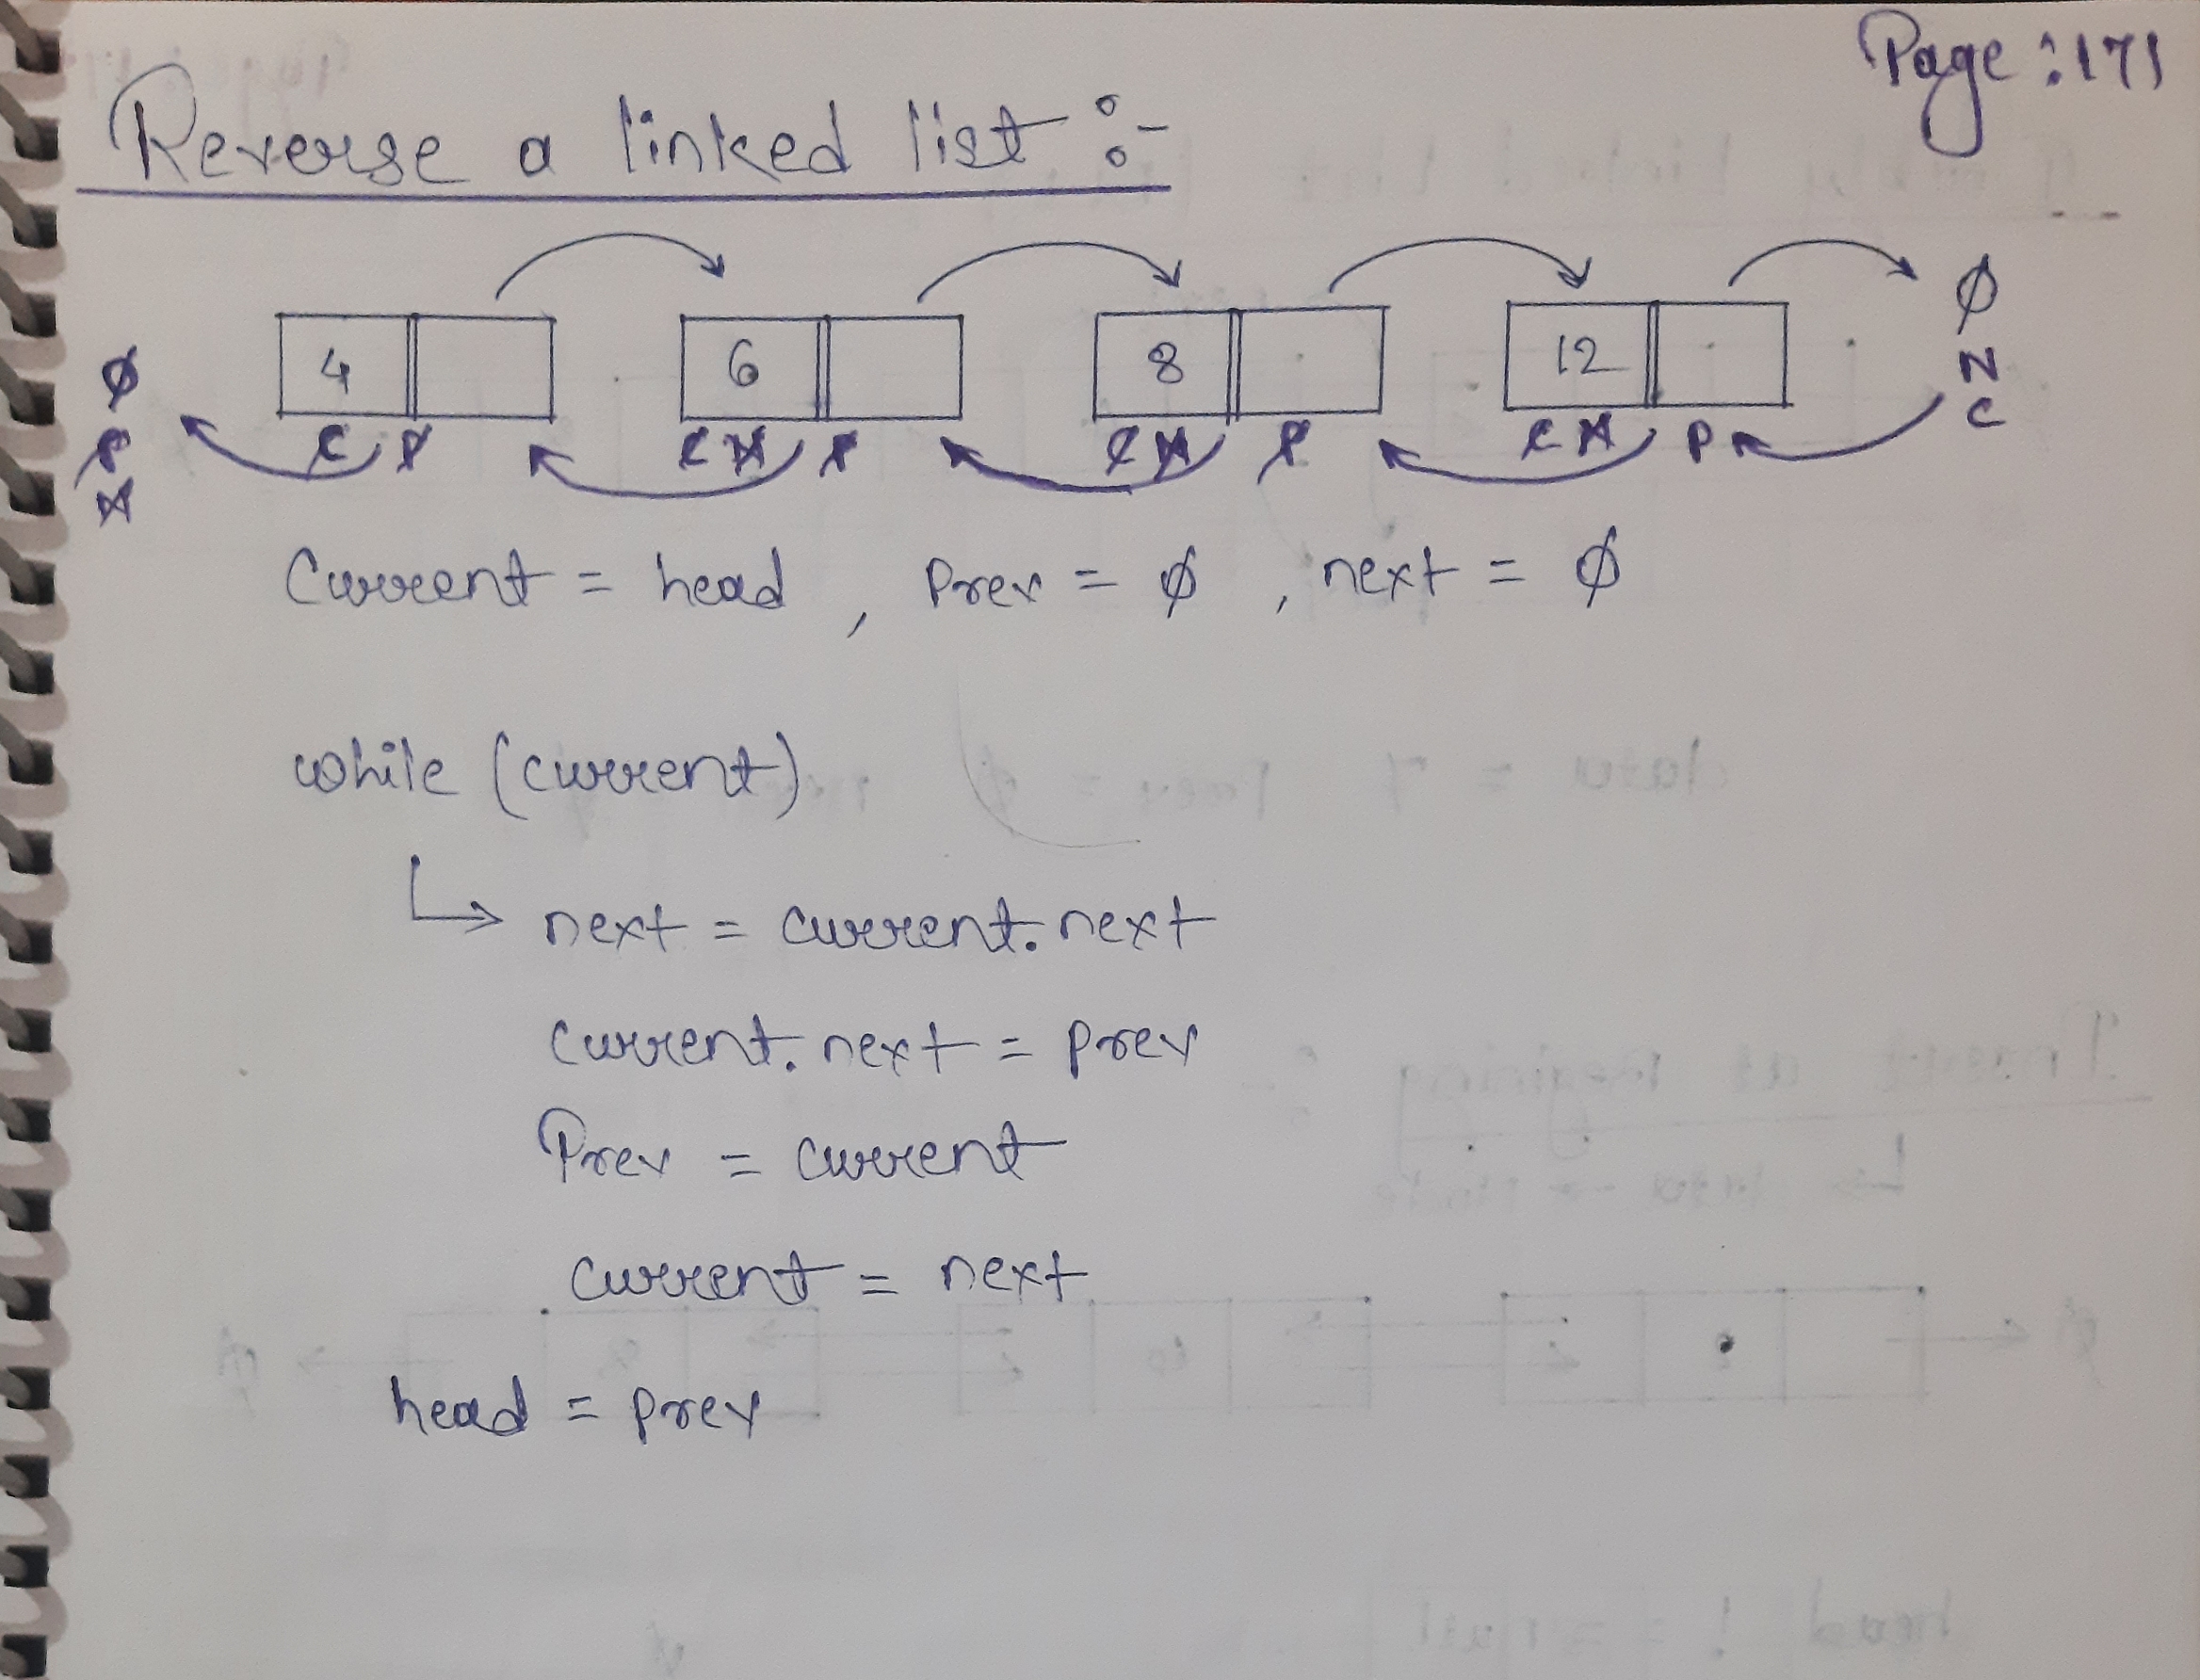 Page : 171
Reverse a linked list :-
4 6 8 12 ∅
∅ N
C P C N P C N P C N P C
P
N
Current = head , Prev = ∅ , next = ∅
while (current)
↳ next = current.next
current.next = prev
Prev = current
current = next
head = prev